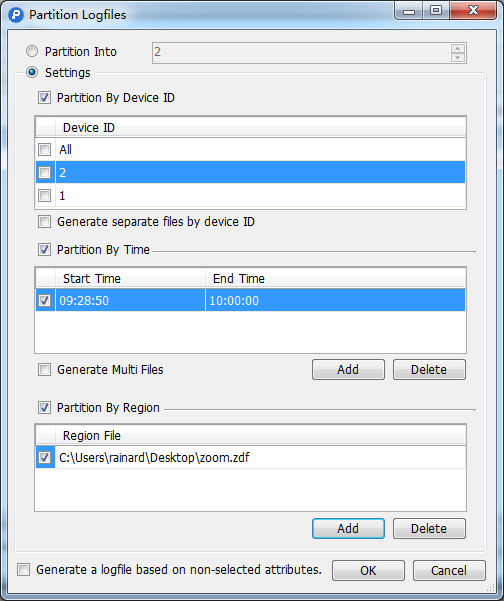 Partition Logfiles
Partition Into 2
Settings
Partition By Device ID
Device ID
All
2
1
Generate separate files by device ID
Partition By Time
Start Time End Time
09:28:50 10:00:00
Generate Multi Files Add Delete
Partition By Region
Region File
C:\Users\rainard\Desktop\zoom.zdf
Add Delete
Generate a logfile based on non-selected attributes. OK Cancel